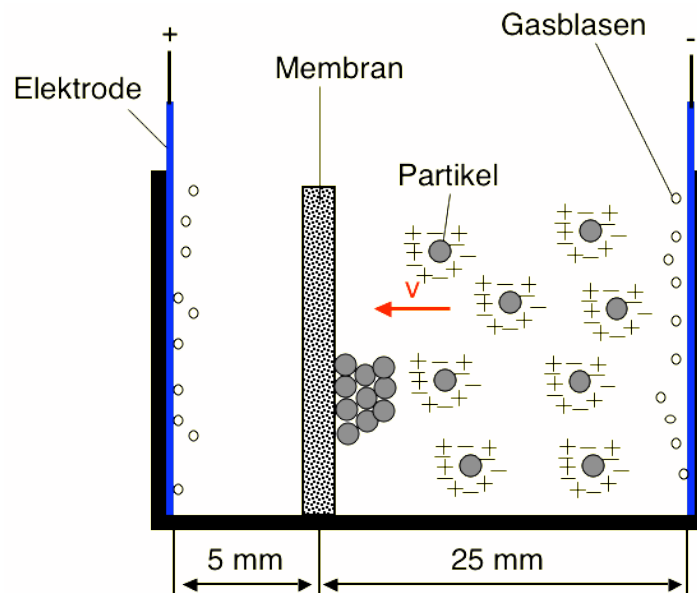 Gasblasen
+
-
Membran
Elektrode
Partikel
v
5 mm
25 mm